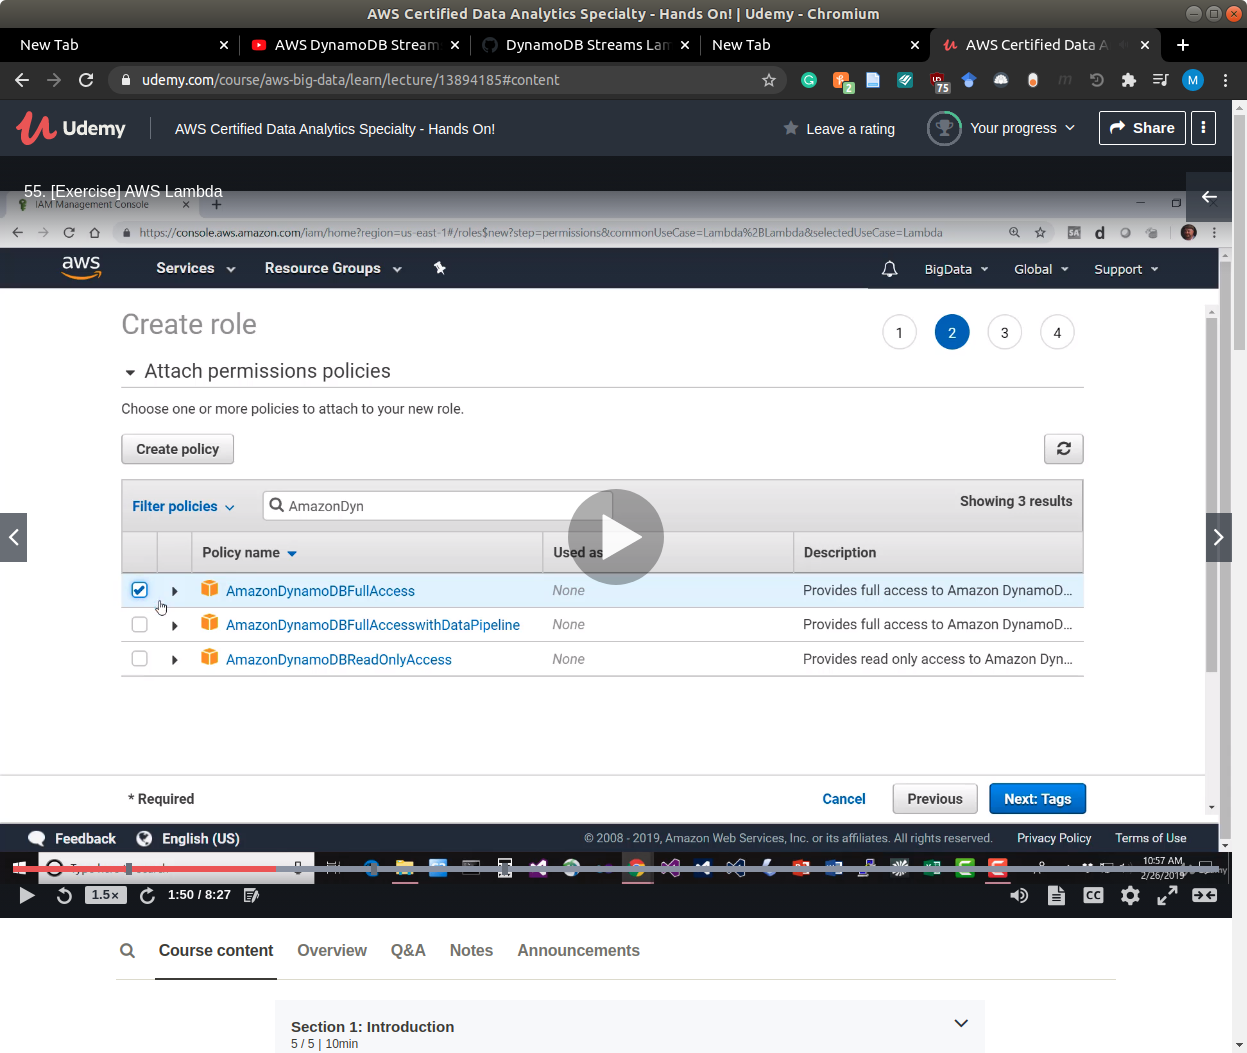 AWS Certified Data Analytics Specialty - Hands On! | Udemy - Chromium
New Tab
AWS DynamoDB Stream
DynamoDB Streams Lam
New Tab
AWS Certified Data A
udemy.com/course/aws-big-data/learn/lecture/13894185#content
2
75
m
M
Udemy
AWS Certified Data Analytics Specialty - Hands On!
Leave a rating
Your progress
Share
55. [Exercise] AWS Lambda
IAM Management Console
https://console.aws.amazon.com/iam/home?region=us-east-1#/roles$new?step=permissions&commonUseCase=Lambda%2BLambda&selectedUseCase=Lambda
aws
Services
Resource Groups
BigData
Global
Support
Create role
1
2
3
4
Attach permissions policies
Choose one or more policies to attach to your new role.
Create policy
Filter policies
AmazonDyn
Showing 3 results
Policy name
Used as
Description
AmazonDynamoDBFullAccess
None
Provides full access to Amazon DynamoD...
AmazonDynamoDBFullAccesswithDataPipeline
None
Provides full access to Amazon DynamoD...
AmazonDynamoDBReadOnlyAccess
None
Provides read only access to Amazon Dyn...
* Required
Cancel
Previous
Next: Tags
Feedback
English (US)
© 2008 - 2019, Amazon Web Services, Inc. or its affiliates. All rights reserved.
Privacy Policy
Terms of Use
10:57 AM
2/26/2019
1.5×
1:50 / 8:27
CC
Course content
Overview
Q&A
Notes
Announcements
Section 1: Introduction
5 / 5 | 10min